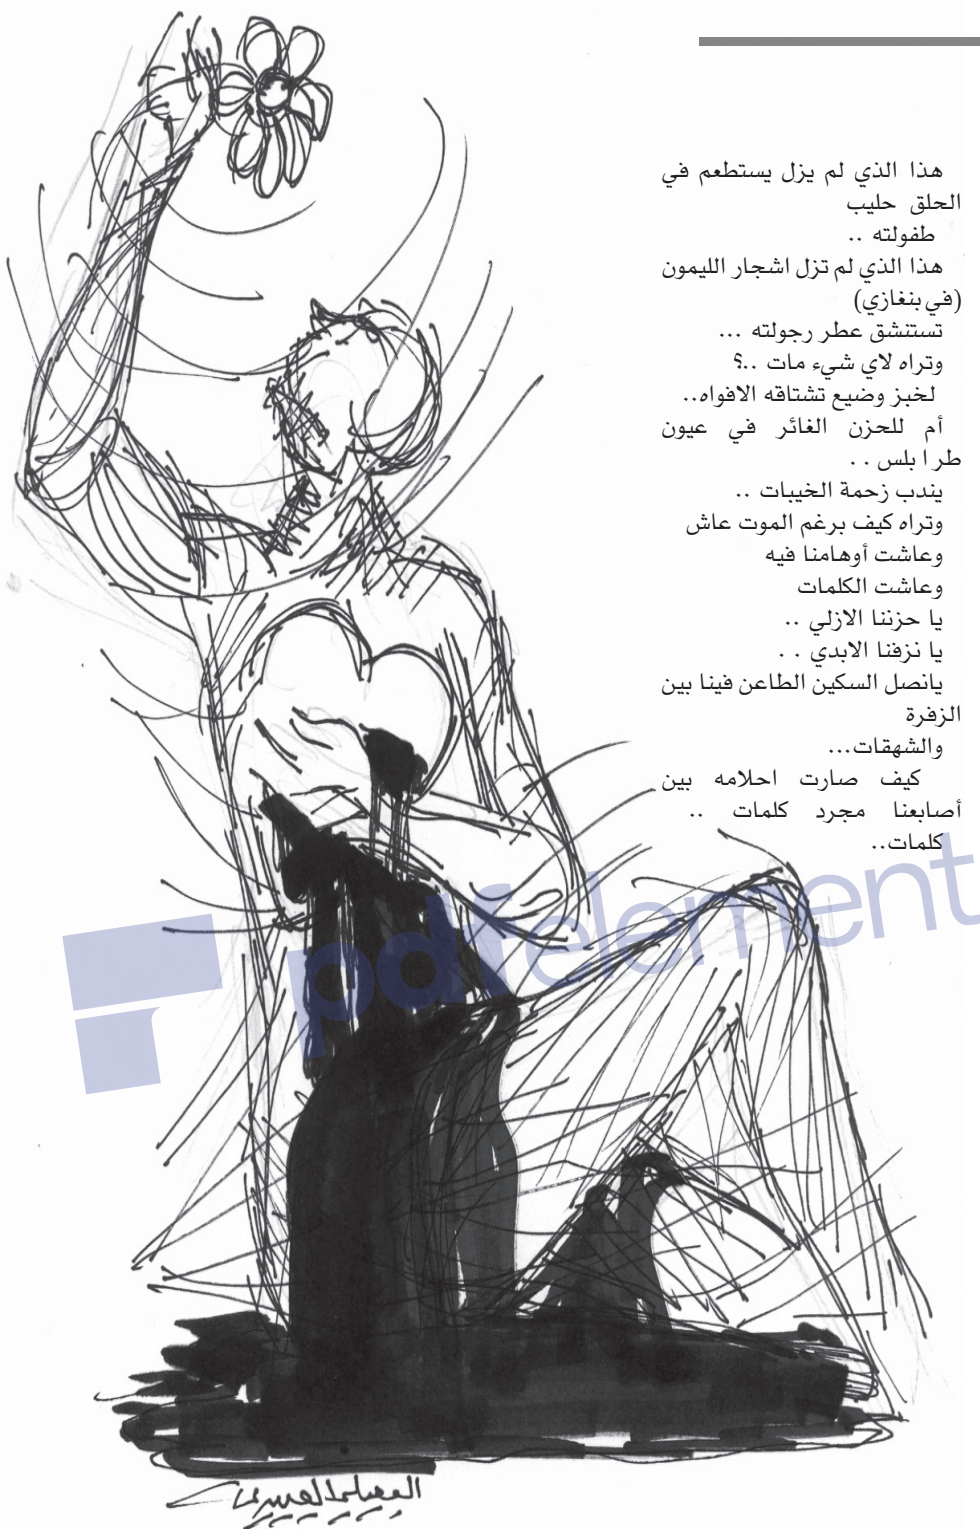 هذا الذي لم يزل يستطعم في
الحلق حليب
طفولته ..
هذا الذي لم تزل اشجار الليمون
(في بنغازي)
تستنشق عطر رجولته ...
وتراه لاي شيء مات ..؟
لخبز وضيع تشتاقه الافواه..
أم للحزن الغائر في عيون
طرابلس ..
يندب زحمة الخيبات ..
وتراه كيف برغم الموت عاش
وعاشت أوهامنا فيه
وعاشت الكلمات
يا حزننا الازلي ..
يا نزفنا الابدي ..
يانصل السكين الطاعن فينا بين
الزفرة
والشهقات...
كيف صارت احلامه بين
أصابعنا مجرد كلمات ..
كلمات..
pdfelement